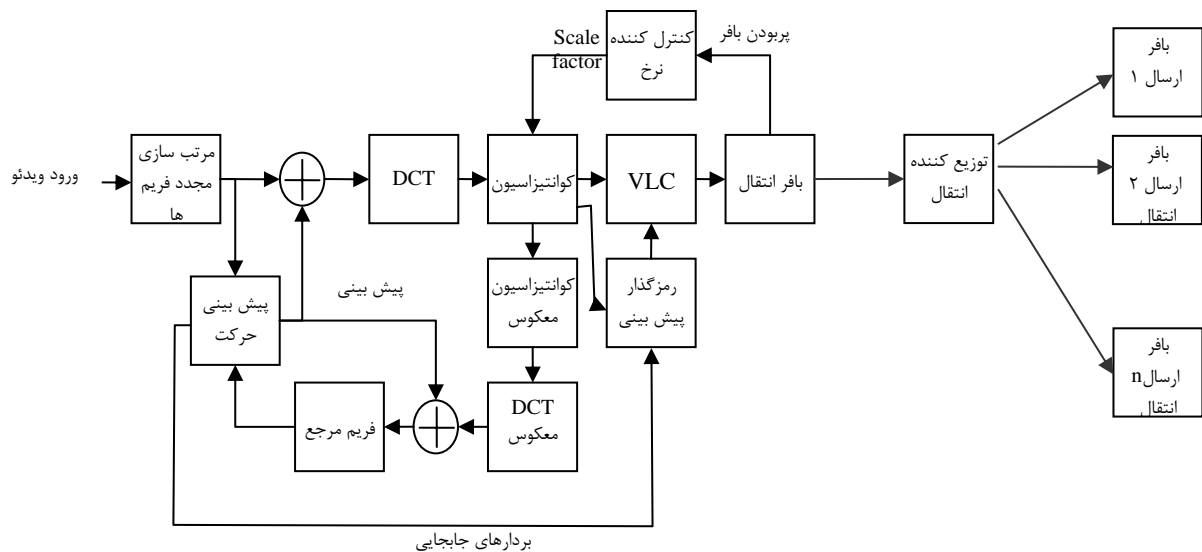 Scale
factor
کنترل کننده
نرخ
پربودن بافر
بافر
ارسال ۱
ورود ویدئو
مرتب سازی
مجدد فریم
ها
DCT
کوانتیزاسیون
VLC
بافر انتقال
توزیع کننده
انتقال
بافر
ارسال ۲
انتقال
پیش بینی
حرکت
پیش بینی
کوانتیزاسیون
معکوس
رمزگذار
پیش بینی
فریم مرجع
DCT
معکوس
بافر
ارسالn
انتقال
بردارهای جابجایی